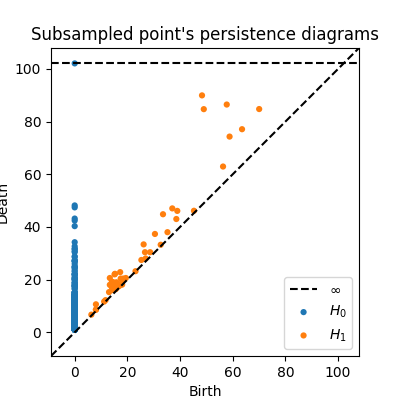 Subsampled point's persistence diagrams
100
80
60
40
20
0
Death
0 20 40 60 80 100
Birth
∞
H₀
H₁